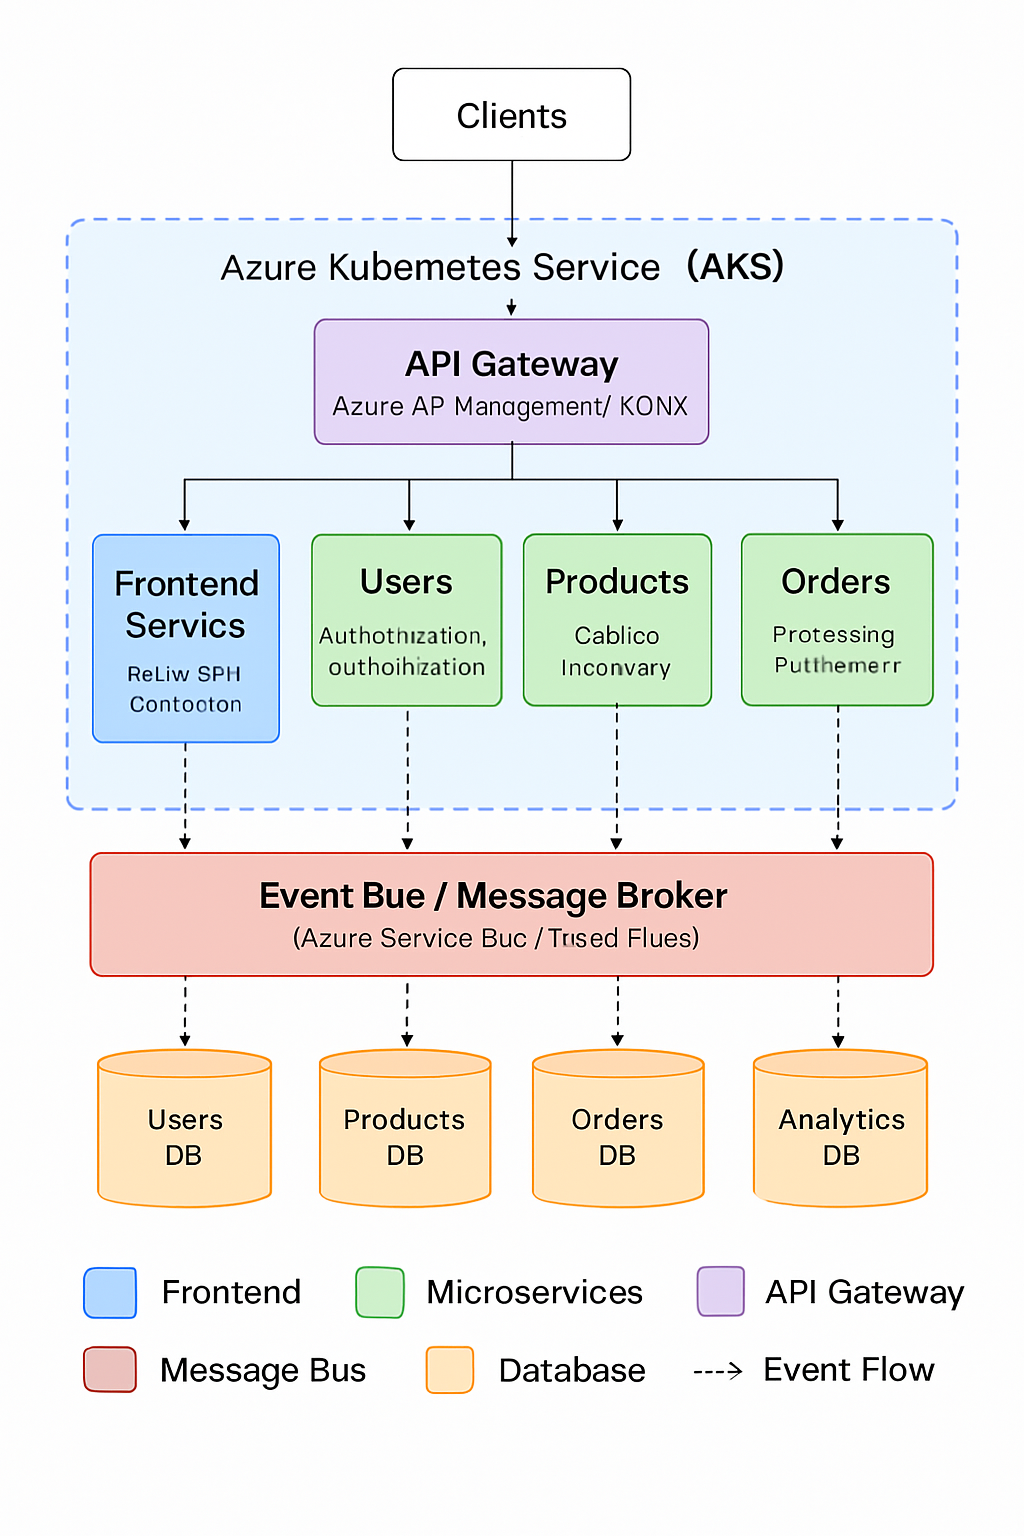 Clients
Azure Kubemetes Service (AKS)
API Gateway
Azure AP Management/ KONX
Frontend
Servics
ReLiw SPH
Contooton
Users
Authothızation,
outhoihization
Products
Cablico
Inconvary
Orders
Protessing
Putthemerr
Event Bue / Message Broker
(Azure Service Buc / Trused Flues)
Users
DB
Products
DB
Orders
DB
Analytics
DB
Frontend
Microservices
API Gateway
Message Bus
Database
Event Flow